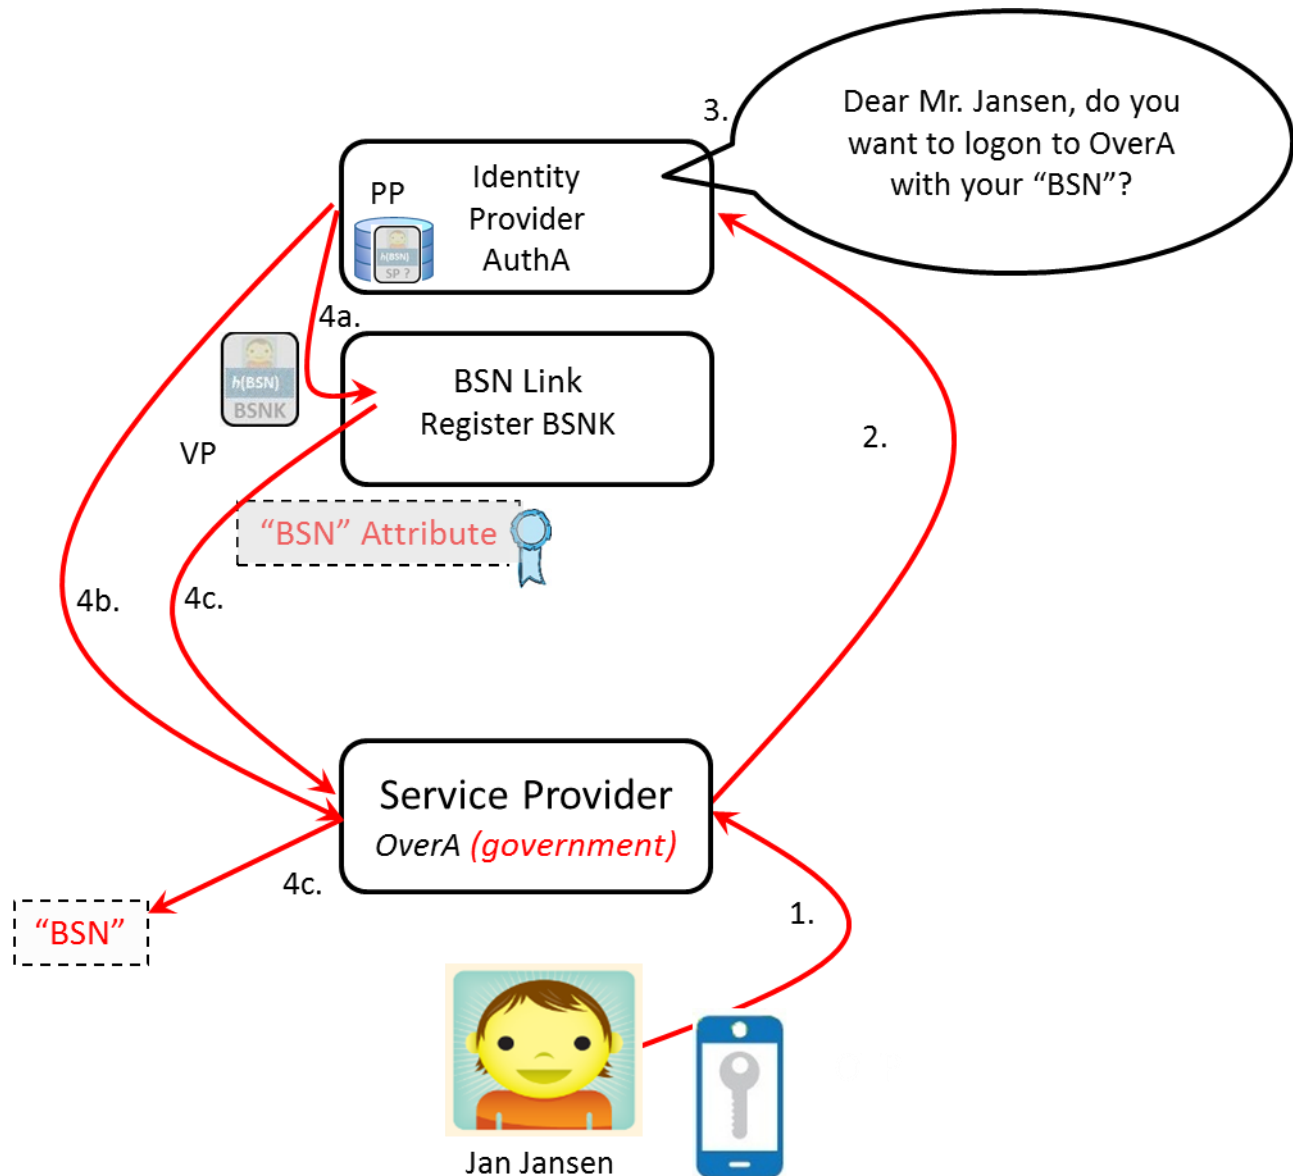 3.
Dear Mr. Jansen, do you
want to logon to OverA
with your “BSN”?
PP
Identity
Provider
AuthA
h(BSN)
SP ?
4a.
h(BSN)
BSNK
VP
BSN Link
Register BSNK
2.
“BSN” Attribute
4b.
4c.
Service Provider
OverA (government)
4c.
“BSN”
1.
Jan Jansen